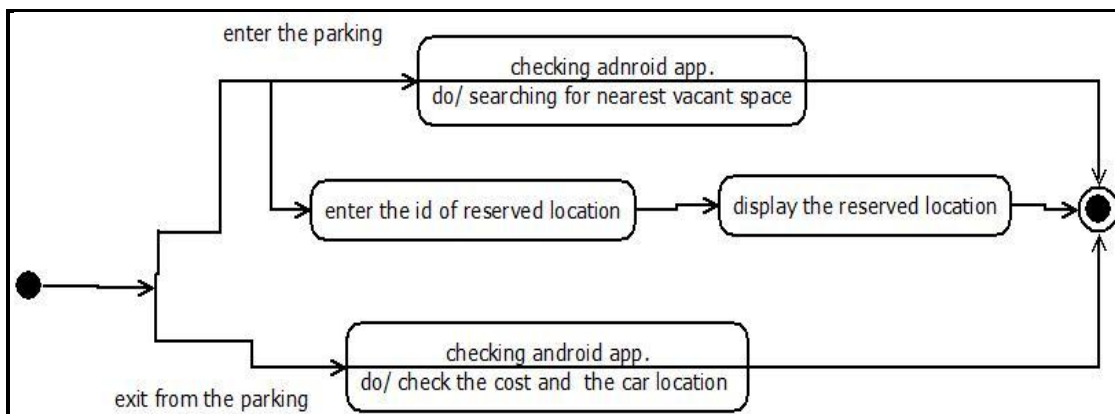 enter the parking
checking adnroid app.
do/ searching for nearest vacant space
enter the id of reserved location
display the reserved location
checking android app.
do/ check the cost and the car location
exit from the parking